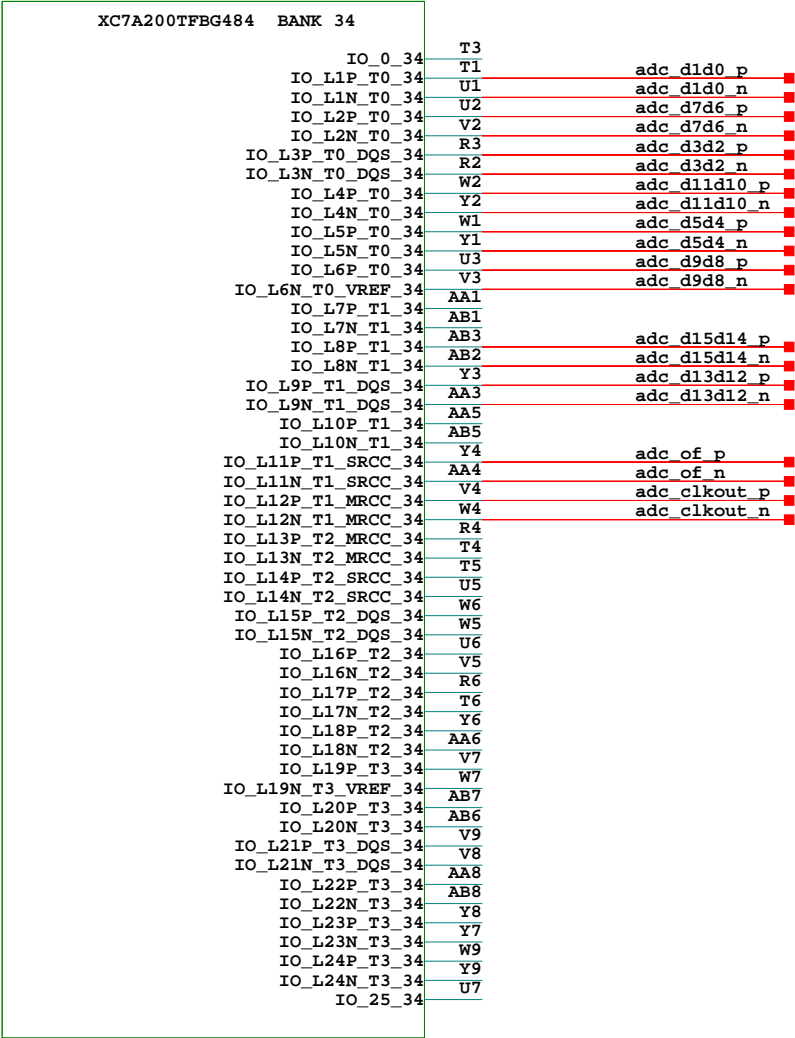 XC7A200TFBG484 BANK 34
IO_0_34 T3
IO_L1P_T0_34 T1 adc_d1d0_p
IO_L1N_T0_34 U1 adc_d1d0_n
IO_L2P_T0_34 U2 adc_d7d6_p
IO_L2N_T0_34 V2 adc_d7d6_n
IO_L3P_T0_DQS_34 R3 adc_d3d2_p
IO_L3N_T0_DQS_34 R2 adc_d3d2_n
IO_L4P_T0_34 W2 adc_d11d10_p
IO_L4N_T0_34 Y2 adc_d11d10_n
IO_L5P_T0_34 W1 adc_d5d4_p
IO_L5N_T0_34 Y1 adc_d5d4_n
IO_L6P_T0_34 U3 adc_d9d8_p
IO_L6N_T0_VREF_34 V3 adc_d9d8_n
IO_L7P_T1_34 AA1
IO_L7N_T1_34 AB1
IO_L8P_T1_34 AB3 adc_d15d14_p
IO_L8N_T1_34 AB2 adc_d15d14_n
IO_L9P_T1_DQS_34 Y3 adc_d13d12_p
IO_L9N_T1_DQS_34 AA3 adc_d13d12_n
IO_L10P_T1_34 AA5
IO_L10N_T1_34 AB5
IO_L11P_T1_SRCC_34 Y4 adc_of_p
IO_L11N_T1_SRCC_34 AA4 adc_of_n
IO_L12P_T1_MRCC_34 V4 adc_clkout_p
IO_L12N_T1_MRCC_34 W4 adc_clkout_n
IO_L13P_T2_MRCC_34 R4
IO_L13N_T2_MRCC_34 T4
IO_L14P_T2_SRCC_34 T5
IO_L14N_T2_SRCC_34 U5
IO_L15P_T2_DQS_34 W6
IO_L15N_T2_DQS_34 W5
IO_L16P_T2_34 U6
IO_L16N_T2_34 V5
IO_L17P_T2_34 R6
IO_L17N_T2_34 T6
IO_L18P_T2_34 Y6
IO_L18N_T2_34 AA6
IO_L19P_T3_34 V7
IO_L19N_T3_VREF_34 W7
IO_L20P_T3_34 AB7
IO_L20N_T3_34 AB6
IO_L21P_T3_DQS_34 V9
IO_L21N_T3_DQS_34 V8
IO_L22P_T3_34 AA8
IO_L22N_T3_34 AB8
IO_L23P_T3_34 Y8
IO_L23N_T3_34 Y7
IO_L24P_T3_34 W9
IO_L24N_T3_34 Y9
IO_25_34 U7